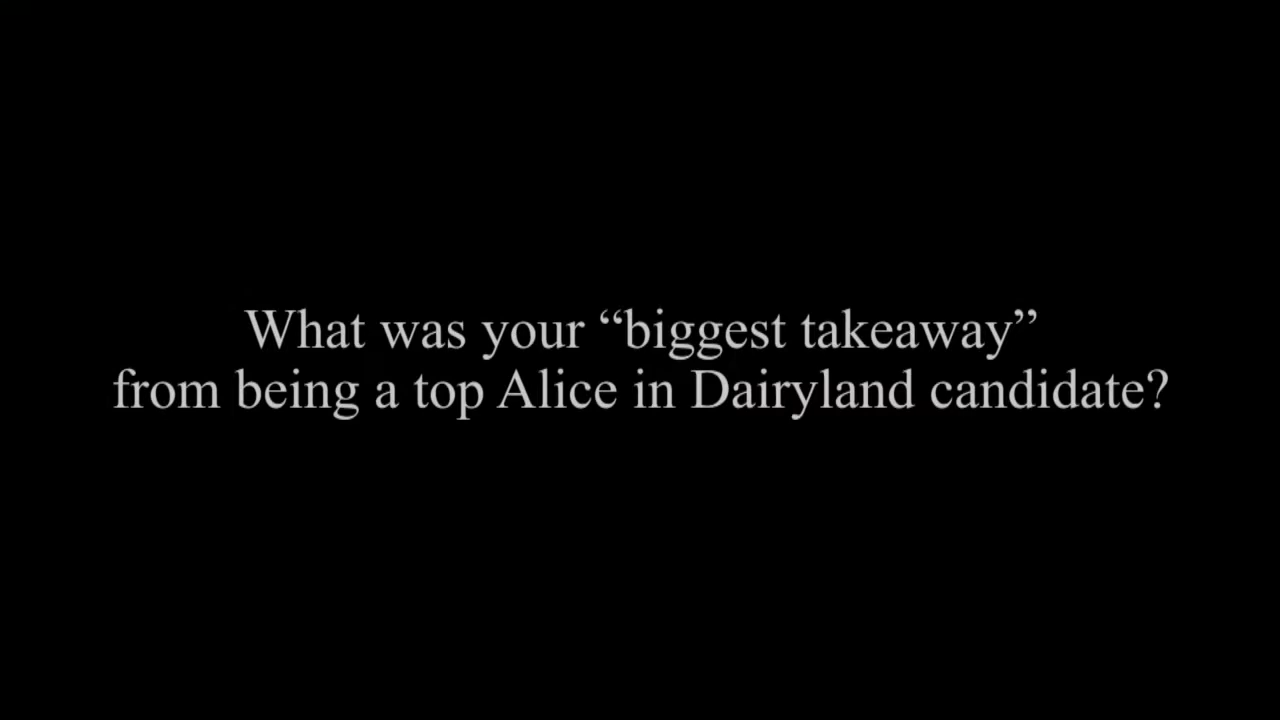 What was your “biggest takeaway”
from being a top Alice in Dairyland candidate?